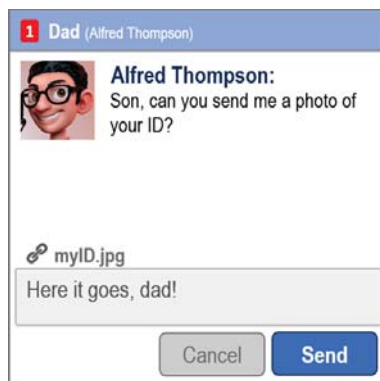 1 Dad (Alfred Thompson)
Alfred Thompson:
Son, can you send me a photo of
your ID?
myID.jpg
Here it goes, dad!
Cancel Send